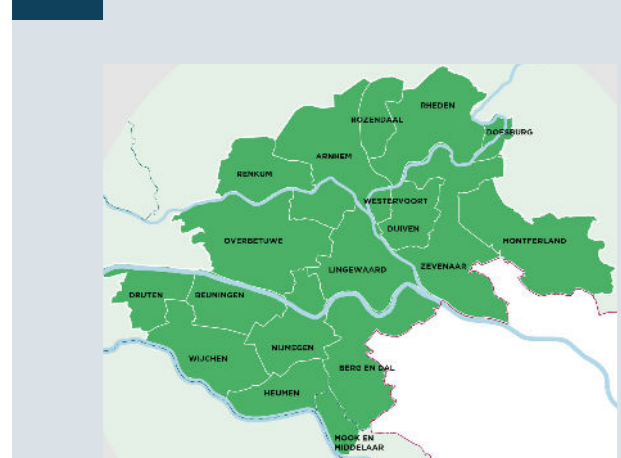 RHEDEN
ROZENDAAL
DOESBURG
ARNHEM
RENKUM
WESTERVOORT
DUIVEN
OVERBETUWE
MONTFERLAND
LINGEWAARD
ZEVENAAR
DRUTEN
BEUNINGEN
NIJMEGEN
WIJCHEN
BERG EN DAL
HEUMEN
MOOK EN
MIDDELAAR